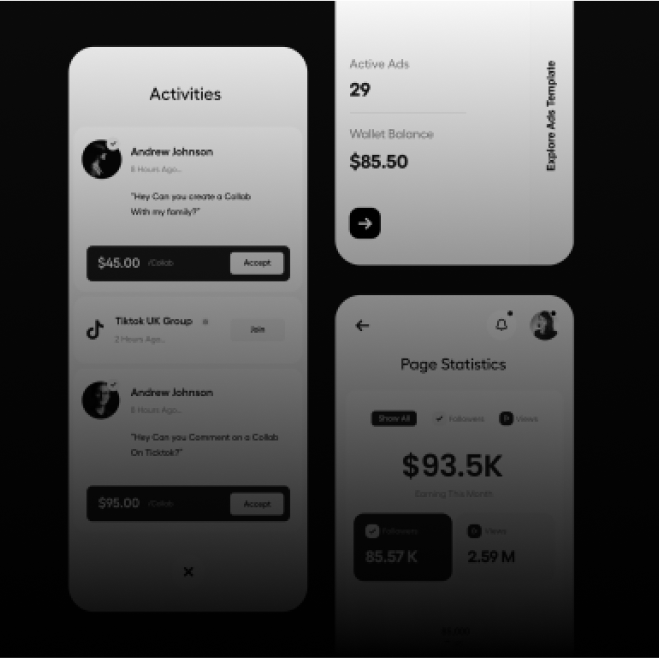 Activities
Andrew Johnson
8 Hours Ago..
"Hey Can you create a Collab
With my family?"
$45.00 /Collab Accept
Tiktok UK Group
2 Hours Ago..
Join
Andrew Johnson
8 Hours Ago..
"Hey Can you Comment on a Collab
On Ticktok?"
$95.00 /Collab Accept
Active Ads
29
Wallet Balance
$85.50
Explore Ads Template
Page Statistics
Show All Followers Views
$93.5K
Earning This Month
Followers Views
85.57 K 2.59 M